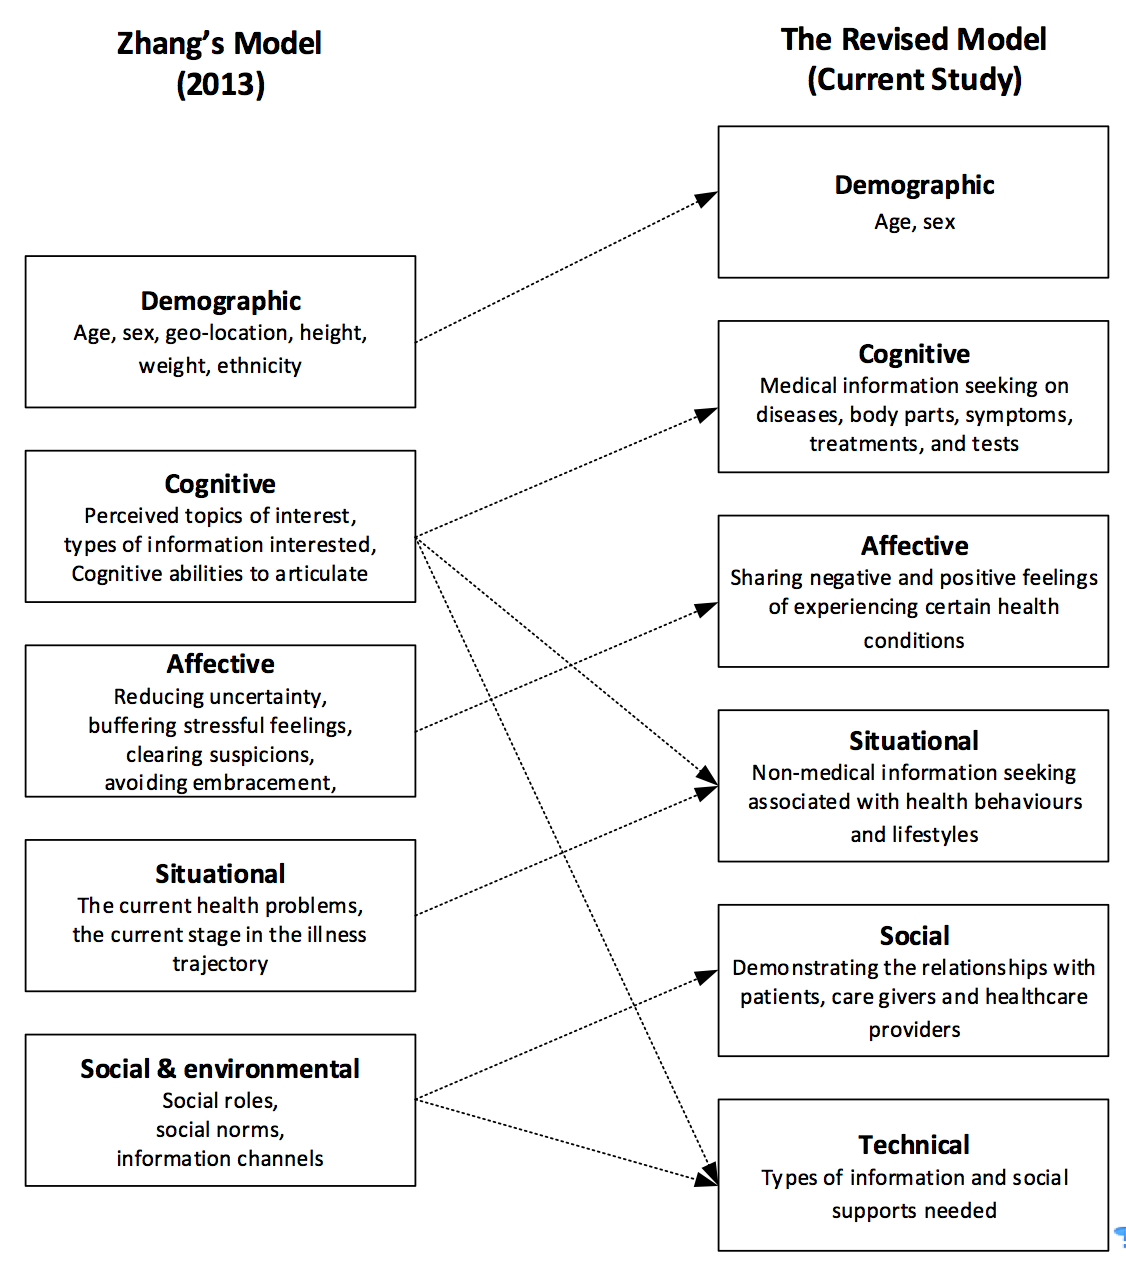 Zhang’s Model
(2013)
Demographic
Age, sex, geo-location, height,
weight, ethnicity
Cognitive
Perceived topics of interest,
types of information interested,
Cognitive abilities to articulate
Affective
Reducing uncertainty,
buffering stressful feelings,
clearing suspicions,
avoiding embracement,
Situational
The current health problems,
the current stage in the illness
trajectory
Social & environmental
Social roles,
social norms,
information channels
The Revised Model
(Current Study)
Demographic
Age, sex
Cognitive
Medical information seeking on
diseases, body parts, symptoms,
treatments, and tests
Affective
Sharing negative and positive feelings
of experiencing certain health
conditions
Situational
Non-medical information seeking
associated with health behaviours
and lifestyles
Social
Demonstrating the relationships with
patients, care givers and healthcare
providers
Technical
Types of information and social
supports needed